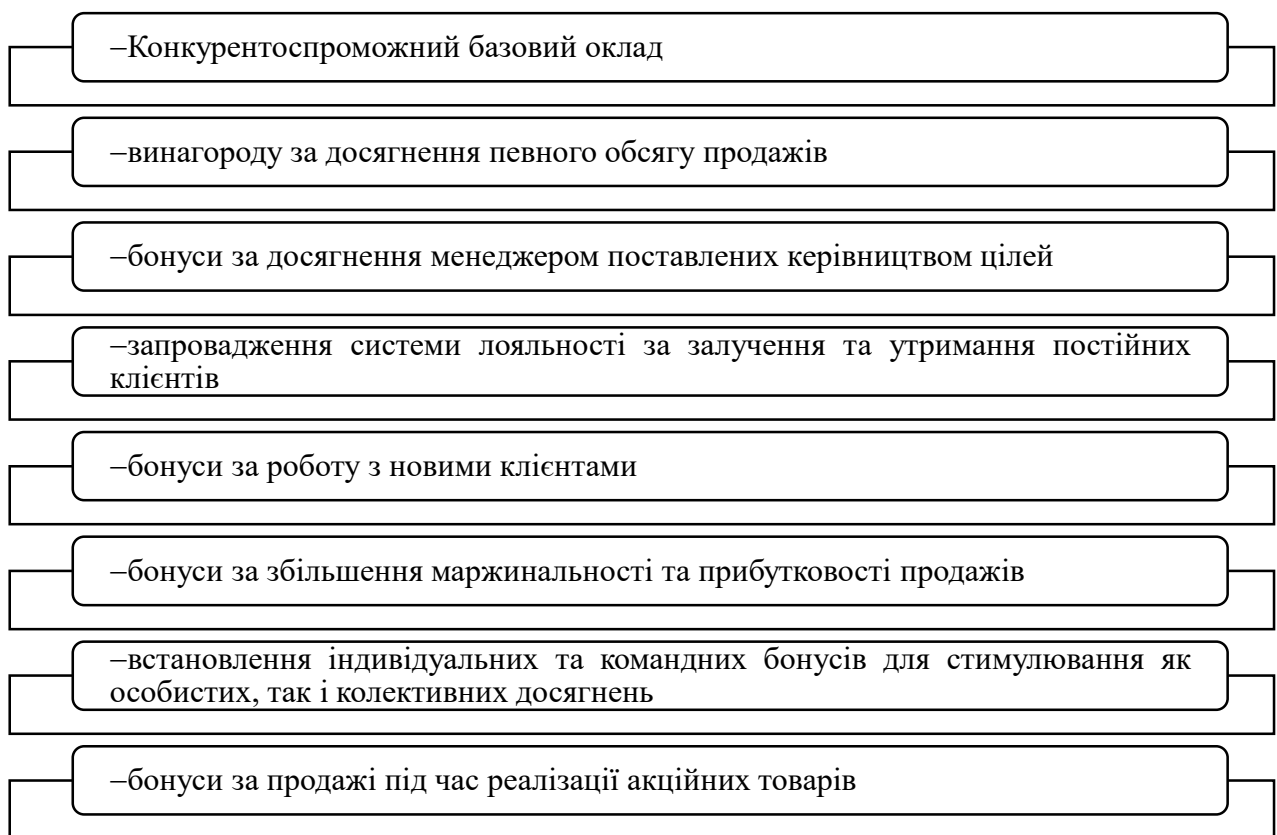 –Конкурентоспроможний базовий оклад
–винагороду за досягнення певного обсягу продажів
–бонуси за досягнення менеджером поставлених керівництвом цілей
–запровадження системи лояльності за залучення та утримання постійних
клієнтів
–бонуси за роботу з новими клієнтами
–бонуси за збільшення маржинальності та прибутковості продажів
–встановлення індивідуальних та командних бонусів для стимулювання як
особистих, так і колективних досягнень
–бонуси за продажі під час реалізації акційних товарів